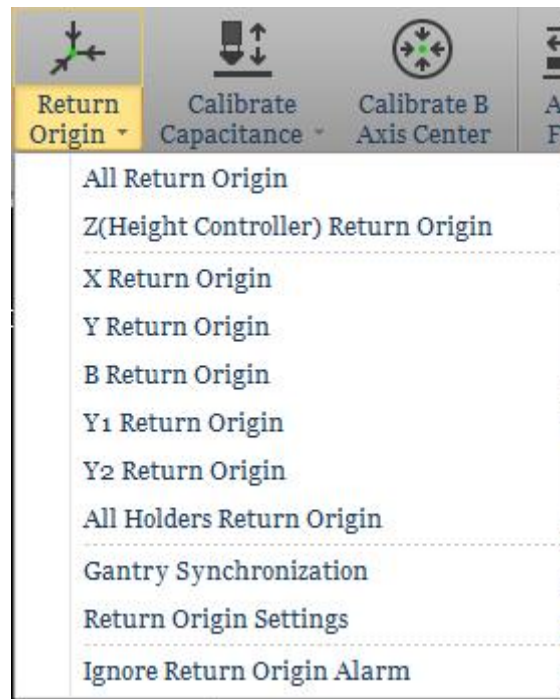 Return Calibrate Calibrate B
Origin Capacitance Axis Center
All Return Origin
Z(Height Controller) Return Origin
X Return Origin
Y Return Origin
B Return Origin
Y1 Return Origin
Y2 Return Origin
All Holders Return Origin
Gantry Synchronization
Return Origin Settings
Ignore Return Origin Alarm